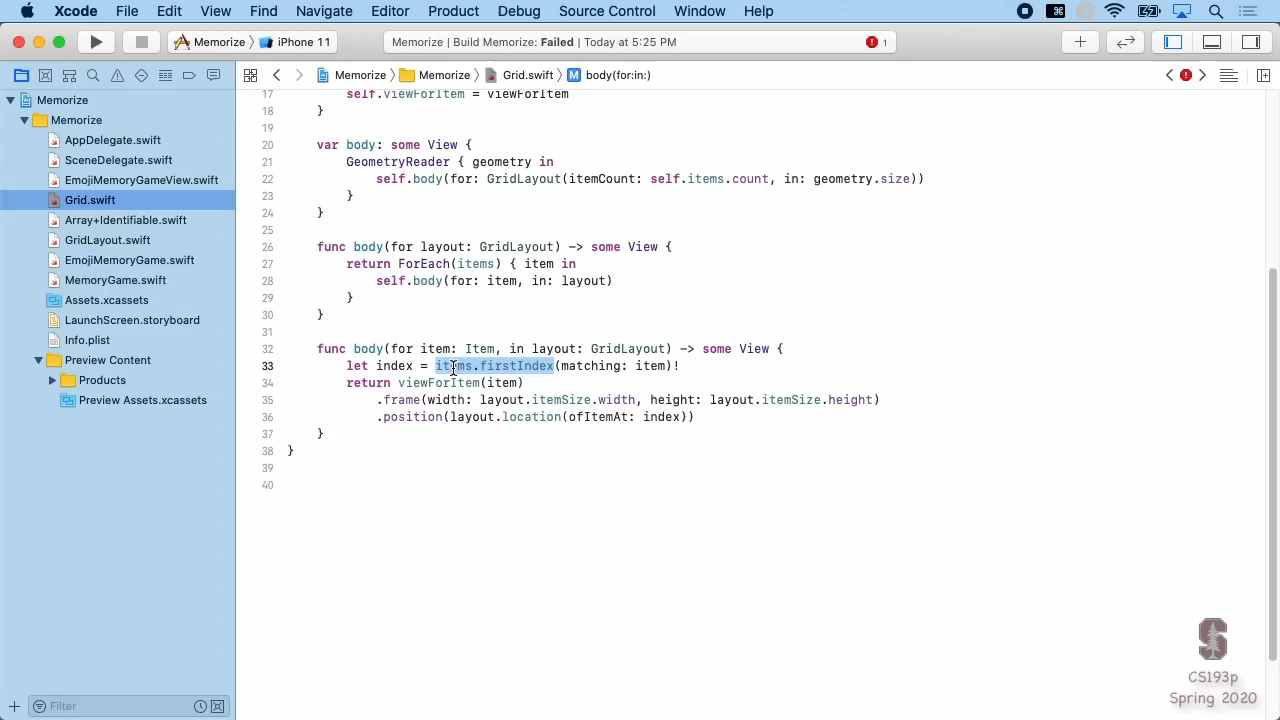 Xcode File Edit View Find Navigate Editor Product Debug Source Control Window Help
Memorize iPhone 11 Memorize | Build Memorize: Failed | Today at 5:25 PM 1
Memorize Memorize Grid.swift M body(for:in:)
Memorize
Memorize
AppDelegate.swift
SceneDelegate.swift
EmojiMemoryGameView.swift
Grid.swift
Array+Identifiable.swift
GridLayout.swift
EmojiMemoryGame.swift
MemoryGame.swift
Assets.xcassets
LaunchScreen.storyboard
Info.plist
Preview Content
Products
Preview Assets.xcassets
Filter
17 self.viewForItem = viewForItem
18 }
19
20 var body: some View {
21 GeometryReader { geometry in
22 self.body(for: GridLayout(itemCount: self.items.count, in: geometry.size))
23 }
24 }
25
26 func body(for layout: GridLayout) -> some View {
27 return ForEach(items) { item in
28 self.body(for: item, in: layout)
29 }
30 }
31
32 func body(for item: Item, in layout: GridLayout) -> some View {
33 let index = items.firstIndex(matching: item)!
34 return viewForItem(item)
35 .frame(width: layout.itemSize.width, height: layout.itemSize.height)
36 .position(layout.location(ofItemAt: index))
37 }
38 }
39
40
S
CS193p
Spring 2020